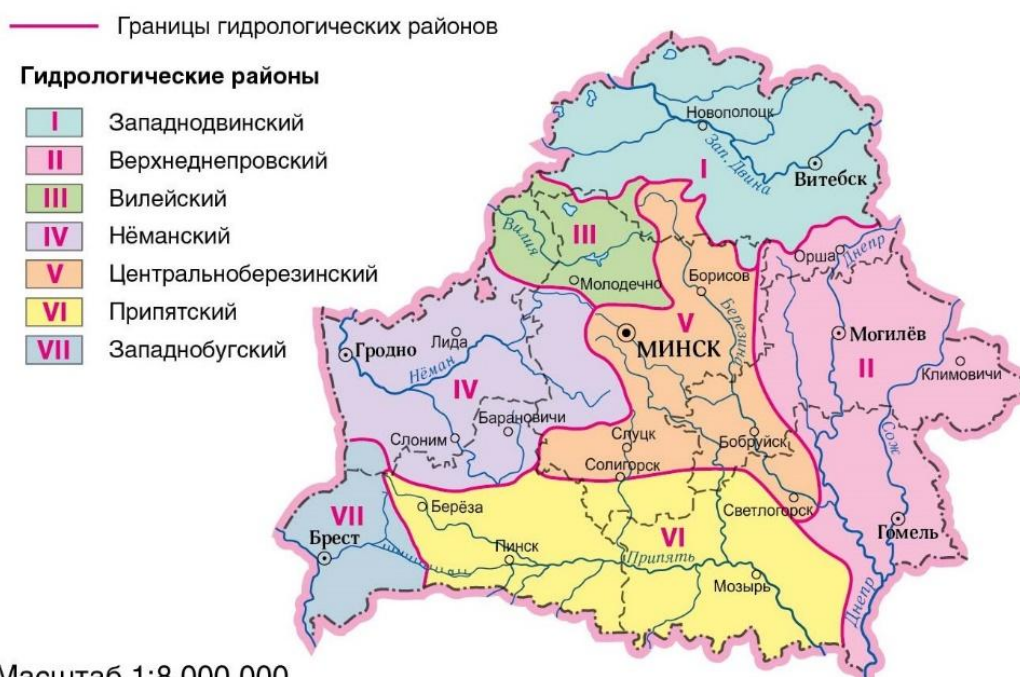 Границы гидрологических районов
Гидрологические районы
I Западнодвинский
II Верхнеднепровский
III Вилейский
IV Нёманский
V Центральноберезинский
VI Припятский
VII Западнобугский
Новополоцк
Зап. Двина
I
Витебск
Вилия
III
Молодечно
Орша
Днепр
Борисов
Березина
V
МИНСК
Могилёв
II
Климовичи
Гродно
Лида
Нёман
IV
Барановичи
Слоним
Слуцк
Бобруйск
Сож
Солигорск
Светлогорск
VII
Берёза
Брест
Пинск
VI
Припять
Мозырь
Гомель
Днепр
Масштаб 1:8 000 000